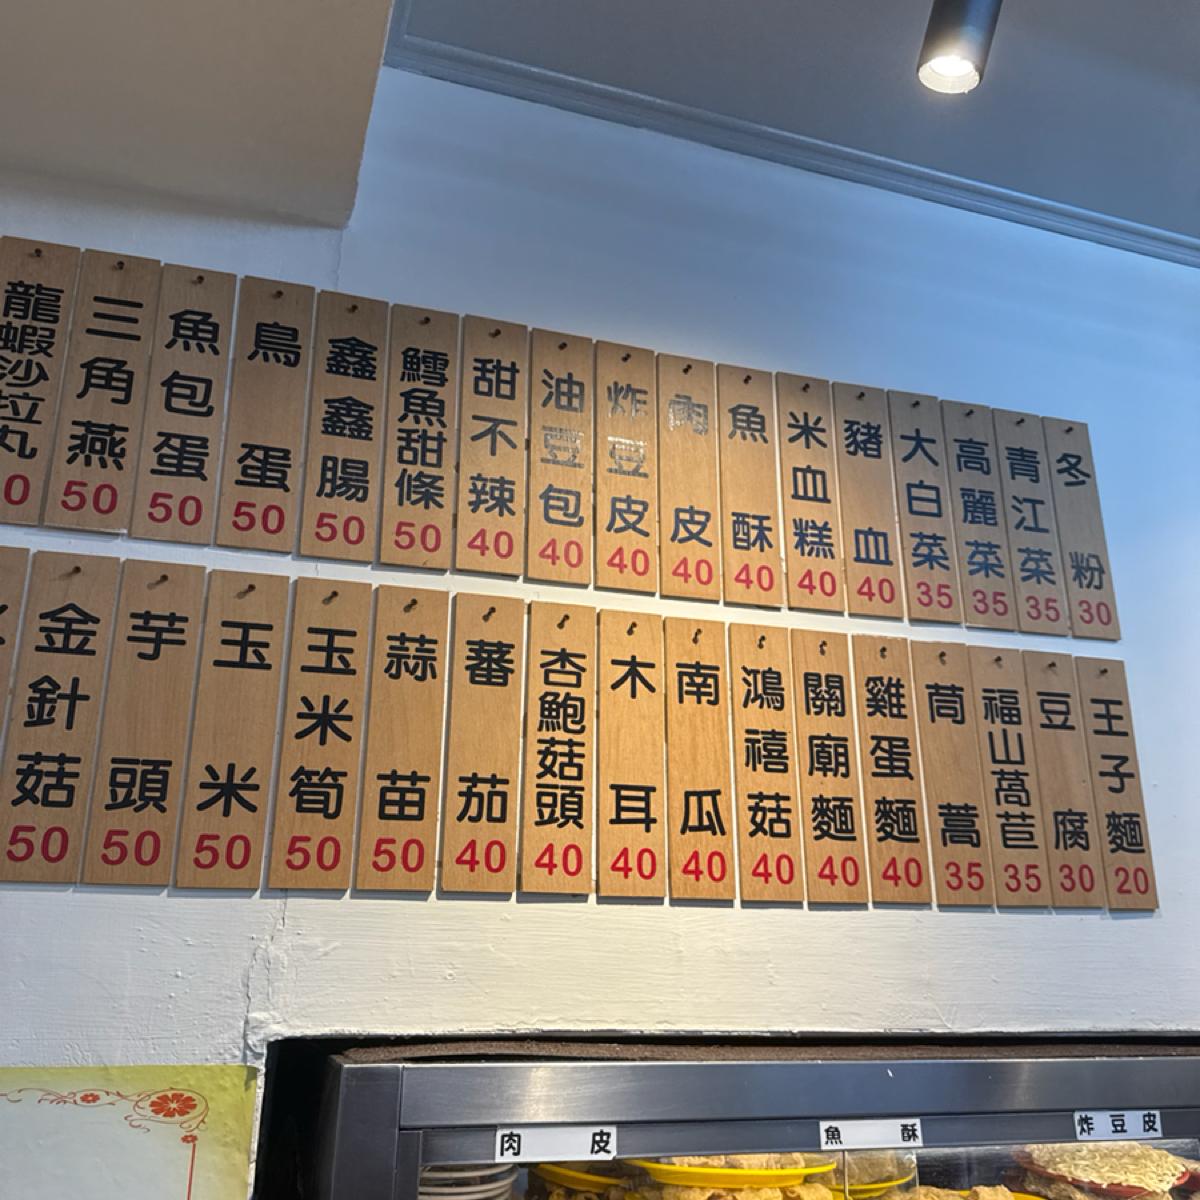 冬粉 30
青江菜 35
高麗菜 35
大白菜 35
豬血 40
米血糕 40
魚酥 40
肉皮 40
炸豆皮 40
油豆包 40
甜不辣 40
鱈魚甜條 50
鑫鑫腸 50
鳥蛋 50
魚包蛋 50
三角燕 50
龍蝦沙拉丸 0
王子麵 20
豆腐 30
福山萵苣 35
茼蒿 35
雞蛋麵 40
關廟麵 40
鴻禧菇 40
南瓜 40
木耳 40
杏鮑菇頭 40
蕃茄 40
蒜苗 50
玉米筍 50
玉米 50
芋頭 50
金針菇 50
肉皮
魚酥
炸豆皮